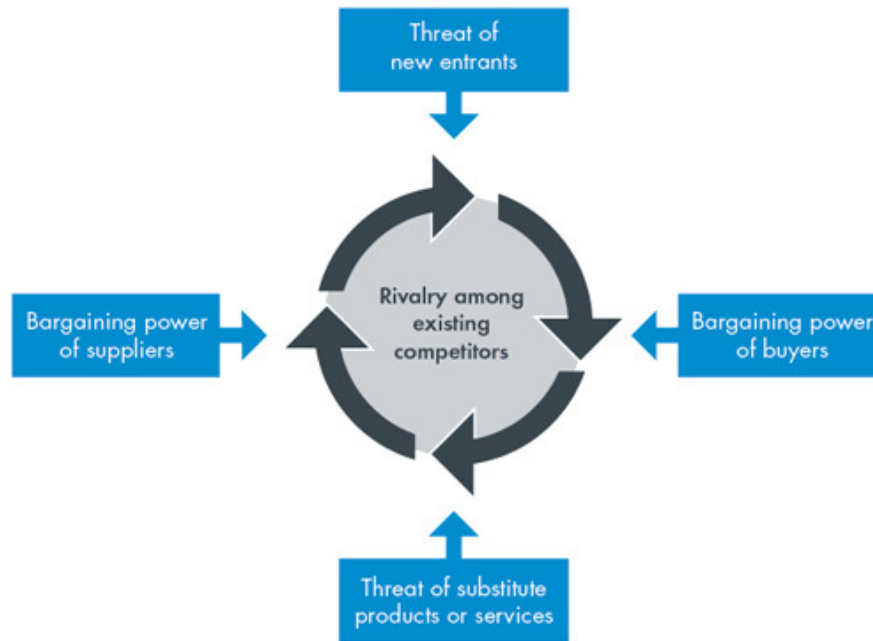 Threat of
new entrants
Bargaining power
of suppliers
Rivalry among
existing
competitors
Bargaining power
of buyers
Threat of substitute
products or services